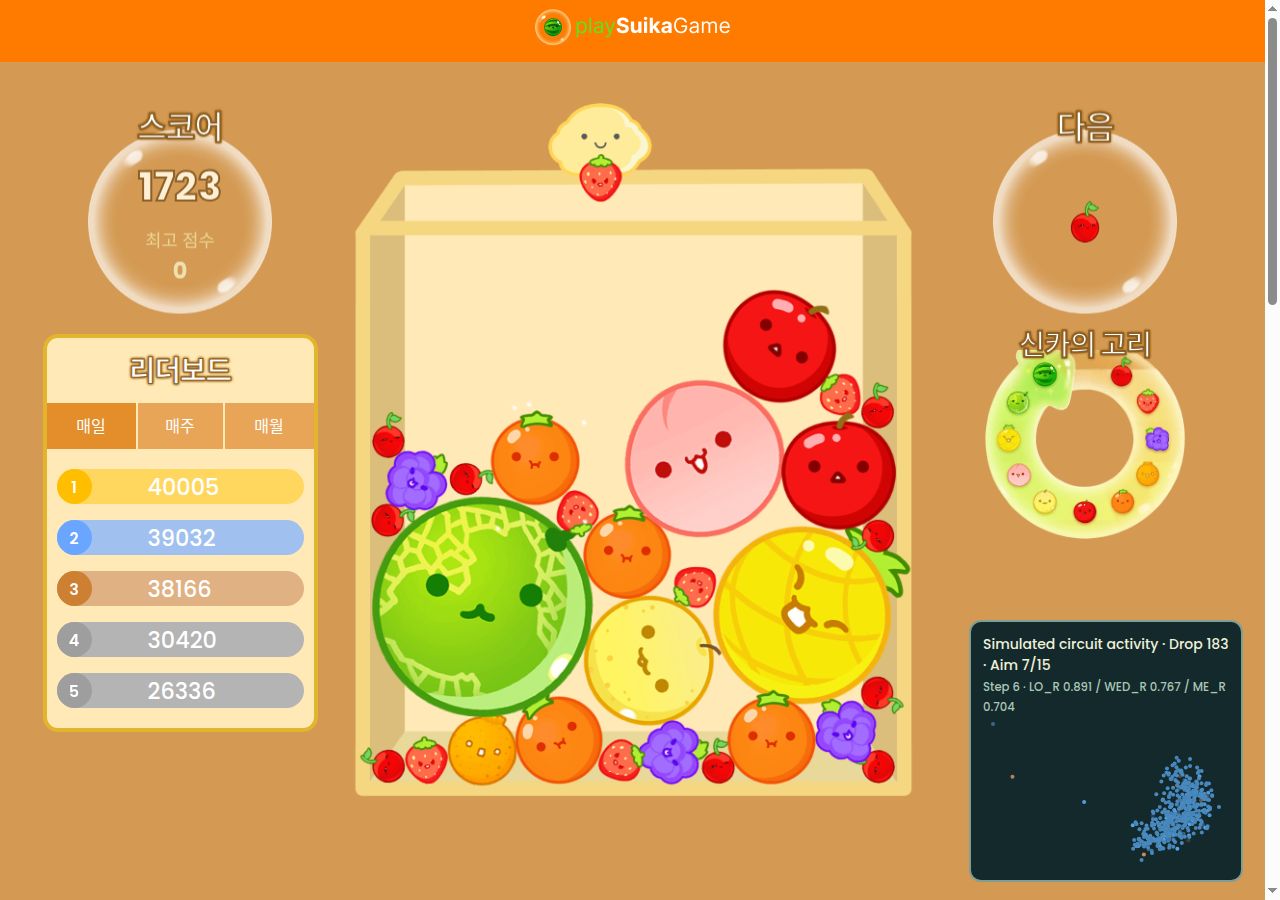 playSuikaGame
스코어
1723
최고 점수
0
다음
신카의 고리
리더보드
매일 매주 매월
1 40005
2 39032
3 38166
4 30420
5 26336
Simulated circuit activity · Drop 183
· Aim 7/15
Step 6 · LO_R 0.891 / WED_R 0.767 / ME_R
0.704